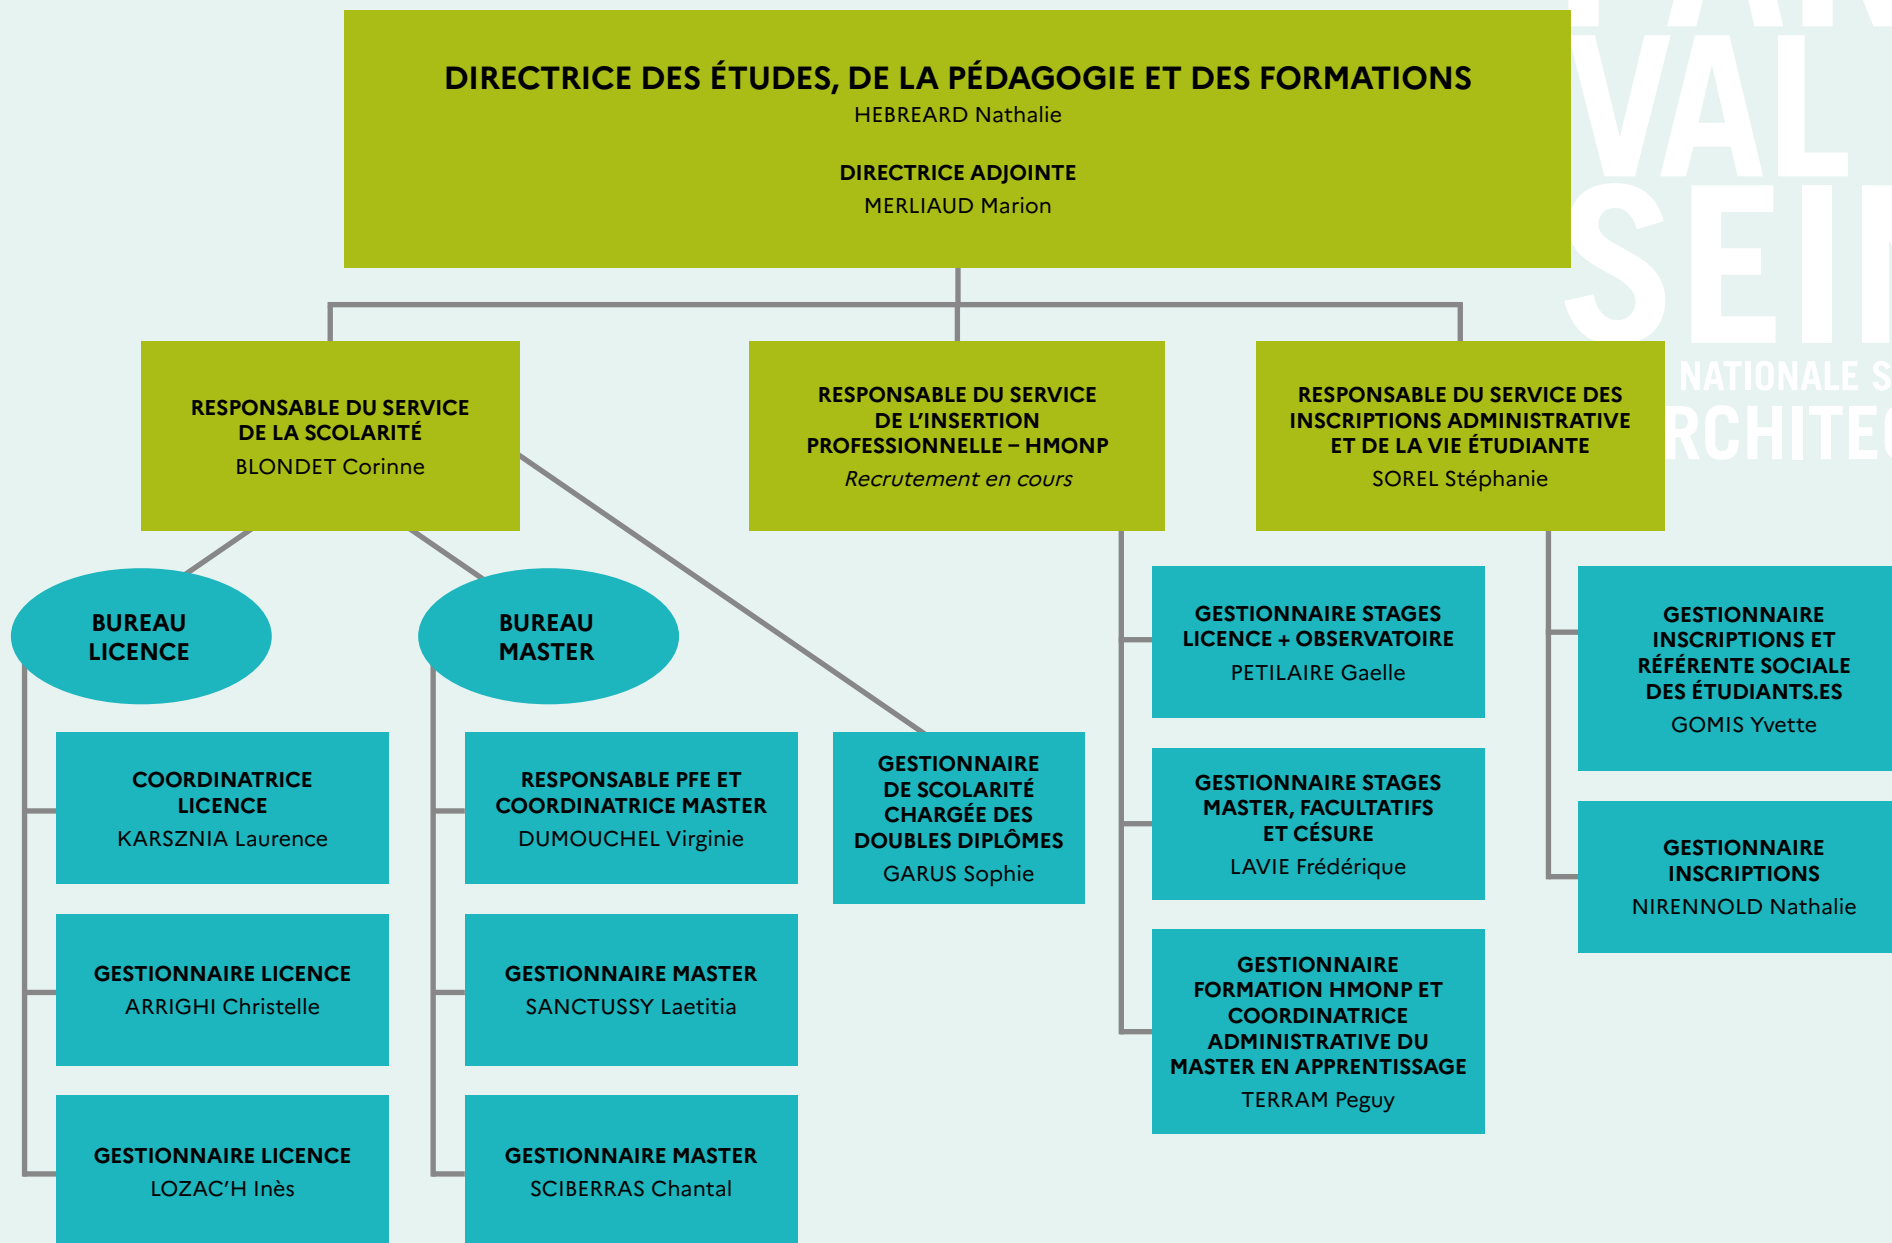 VAL
DIRECTRICE DES ÉTUDES, DE LA PÉDAGOGIE ET DES FORMATIONS
HEBREARD Nathalie
DIRECTRICE ADJOINTE
MERLIAUD Marion
RESPONSABLE DU SERVICE
DE LA SCOLARITÉ
BLONDET Corinne
RESPONSABLE DU SERVICE
DE L'INSERTION
PROFESSIONNELLE – HMONP
Recrutement en cours
RESPONSABLE DU SERVICE DES
INSCRIPTIONS ADMINISTRATIVE
ET DE LA VIE ÉTUDIANTE
SOREL Stéphanie
NATIONALE
BUREAU
LICENCE
COORDINATRICE
LICENCE
KARSZNIA Laurence
GESTIONNAIRE LICENCE
ARRIGHI Christelle
GESTIONNAIRE LICENCE
LOZAC'H Inès
BUREAU
MASTER
RESPONSABLE PFE ET
COORDINATRICE MASTER
DUMOUCHEL Virginie
GESTIONNAIRE MASTER
SANCTUSSY Laetitia
GESTIONNAIRE MASTER
SCIBERRAS Chantal
GESTIONNAIRE
DE SCOLARITÉ
CHARGÉE DES
DOUBLES DIPLÔMES
GARUS Sophie
GESTIONNAIRE STAGES
LICENCE + OBSERVATOIRE
PETILAIRE Gaelle
GESTIONNAIRE STAGES
MASTER, FACULTATIFS
ET CÉSURE
LAVIE Frédérique
GESTIONNAIRE
FORMATION HMONP ET
COORDINATRICE
ADMINISTRATIVE DU
MASTER EN APPRENTISSAGE
TERRAM Peguy
GESTIONNAIRE
INSCRIPTIONS ET
RÉFÉRENTE SOCIALE
DES ÉTUDIANTS.ES
GOMIS Yvette
GESTIONNAIRE
INSCRIPTIONS
NIRENNOLD Nathalie